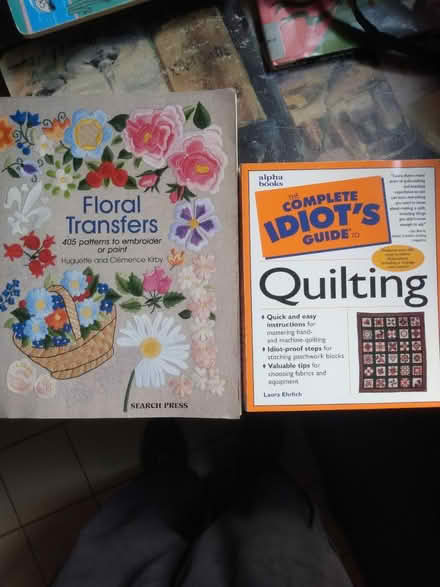 Floral
Transfers
405 patterns to embroider
or paint
Huguette and Clémence Kirby
SEARCH PRESS
alpha
books
THE COMPLETE
IDIOT'S
GUIDE TO
Quilting
Quick and easy
instructions for
mastering hand-
and machine-quilting
Idiot-proof steps for
stitching patchwork blocks
Valuable tips for
choosing fabrics and
equipment
Laura Ehrlich